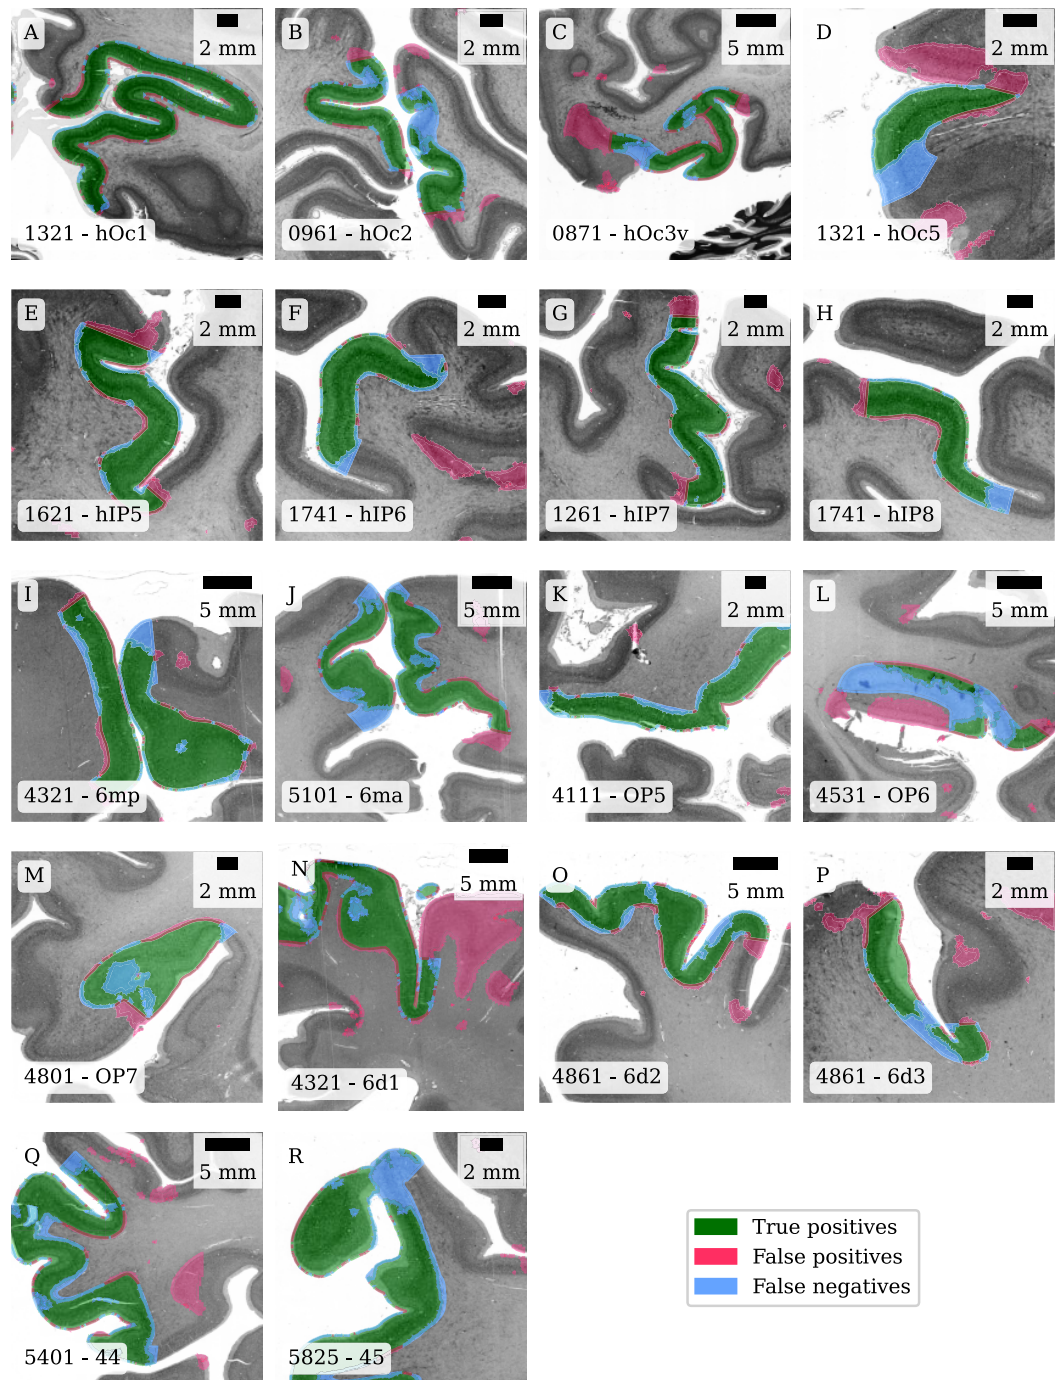 A
2 mm
1321 - hOc1
B
2 mm
0961 - hOc2
C
5 mm
0871 - hOc3v
D
2 mm
1321 - hOc5
E
2 mm
1621 - hIP5
F
2 mm
1741 - hIP6
G
2 mm
1261 - hIP7
H
2 mm
1741 - hIP8
I
5 mm
4321 - 6mp
J
5 mm
5101 - 6ma
K
2 mm
4111 - OP5
L
5 mm
4531 - OP6
M
2 mm
4801 - OP7
N
5 mm
4321 - 6d1
O
5 mm
4861 - 6d2
P
2 mm
4861 - 6d3
Q
5 mm
5401 - 44
R
2 mm
5825 - 45
True positives
False positives
False negatives